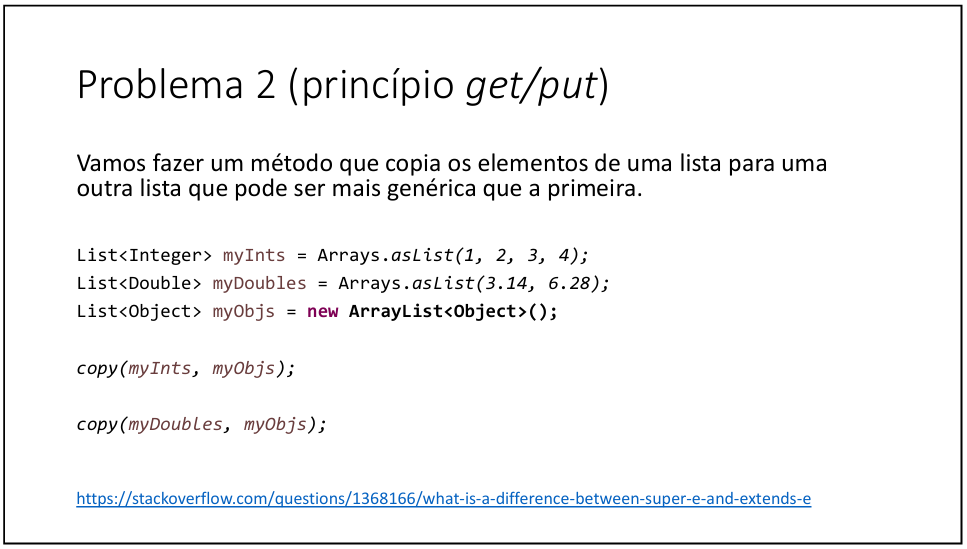 Problema 2 (princípio get/put)
Vamos fazer um método que copia os elementos de uma lista para uma
outra lista que pode ser mais genérica que a primeira.
List<Integer> myInts = Arrays.asList(1, 2, 3, 4);
List<Double> myDoubles = Arrays.asList(3.14, 6.28);
List<Object> myObjs = new ArrayList<Object>();
copy(myInts, myObjs);
copy(myDoubles, myObjs);
https://stackoverflow.com/questions/1368166/what-is-a-difference-between-super-e-and-extends-e